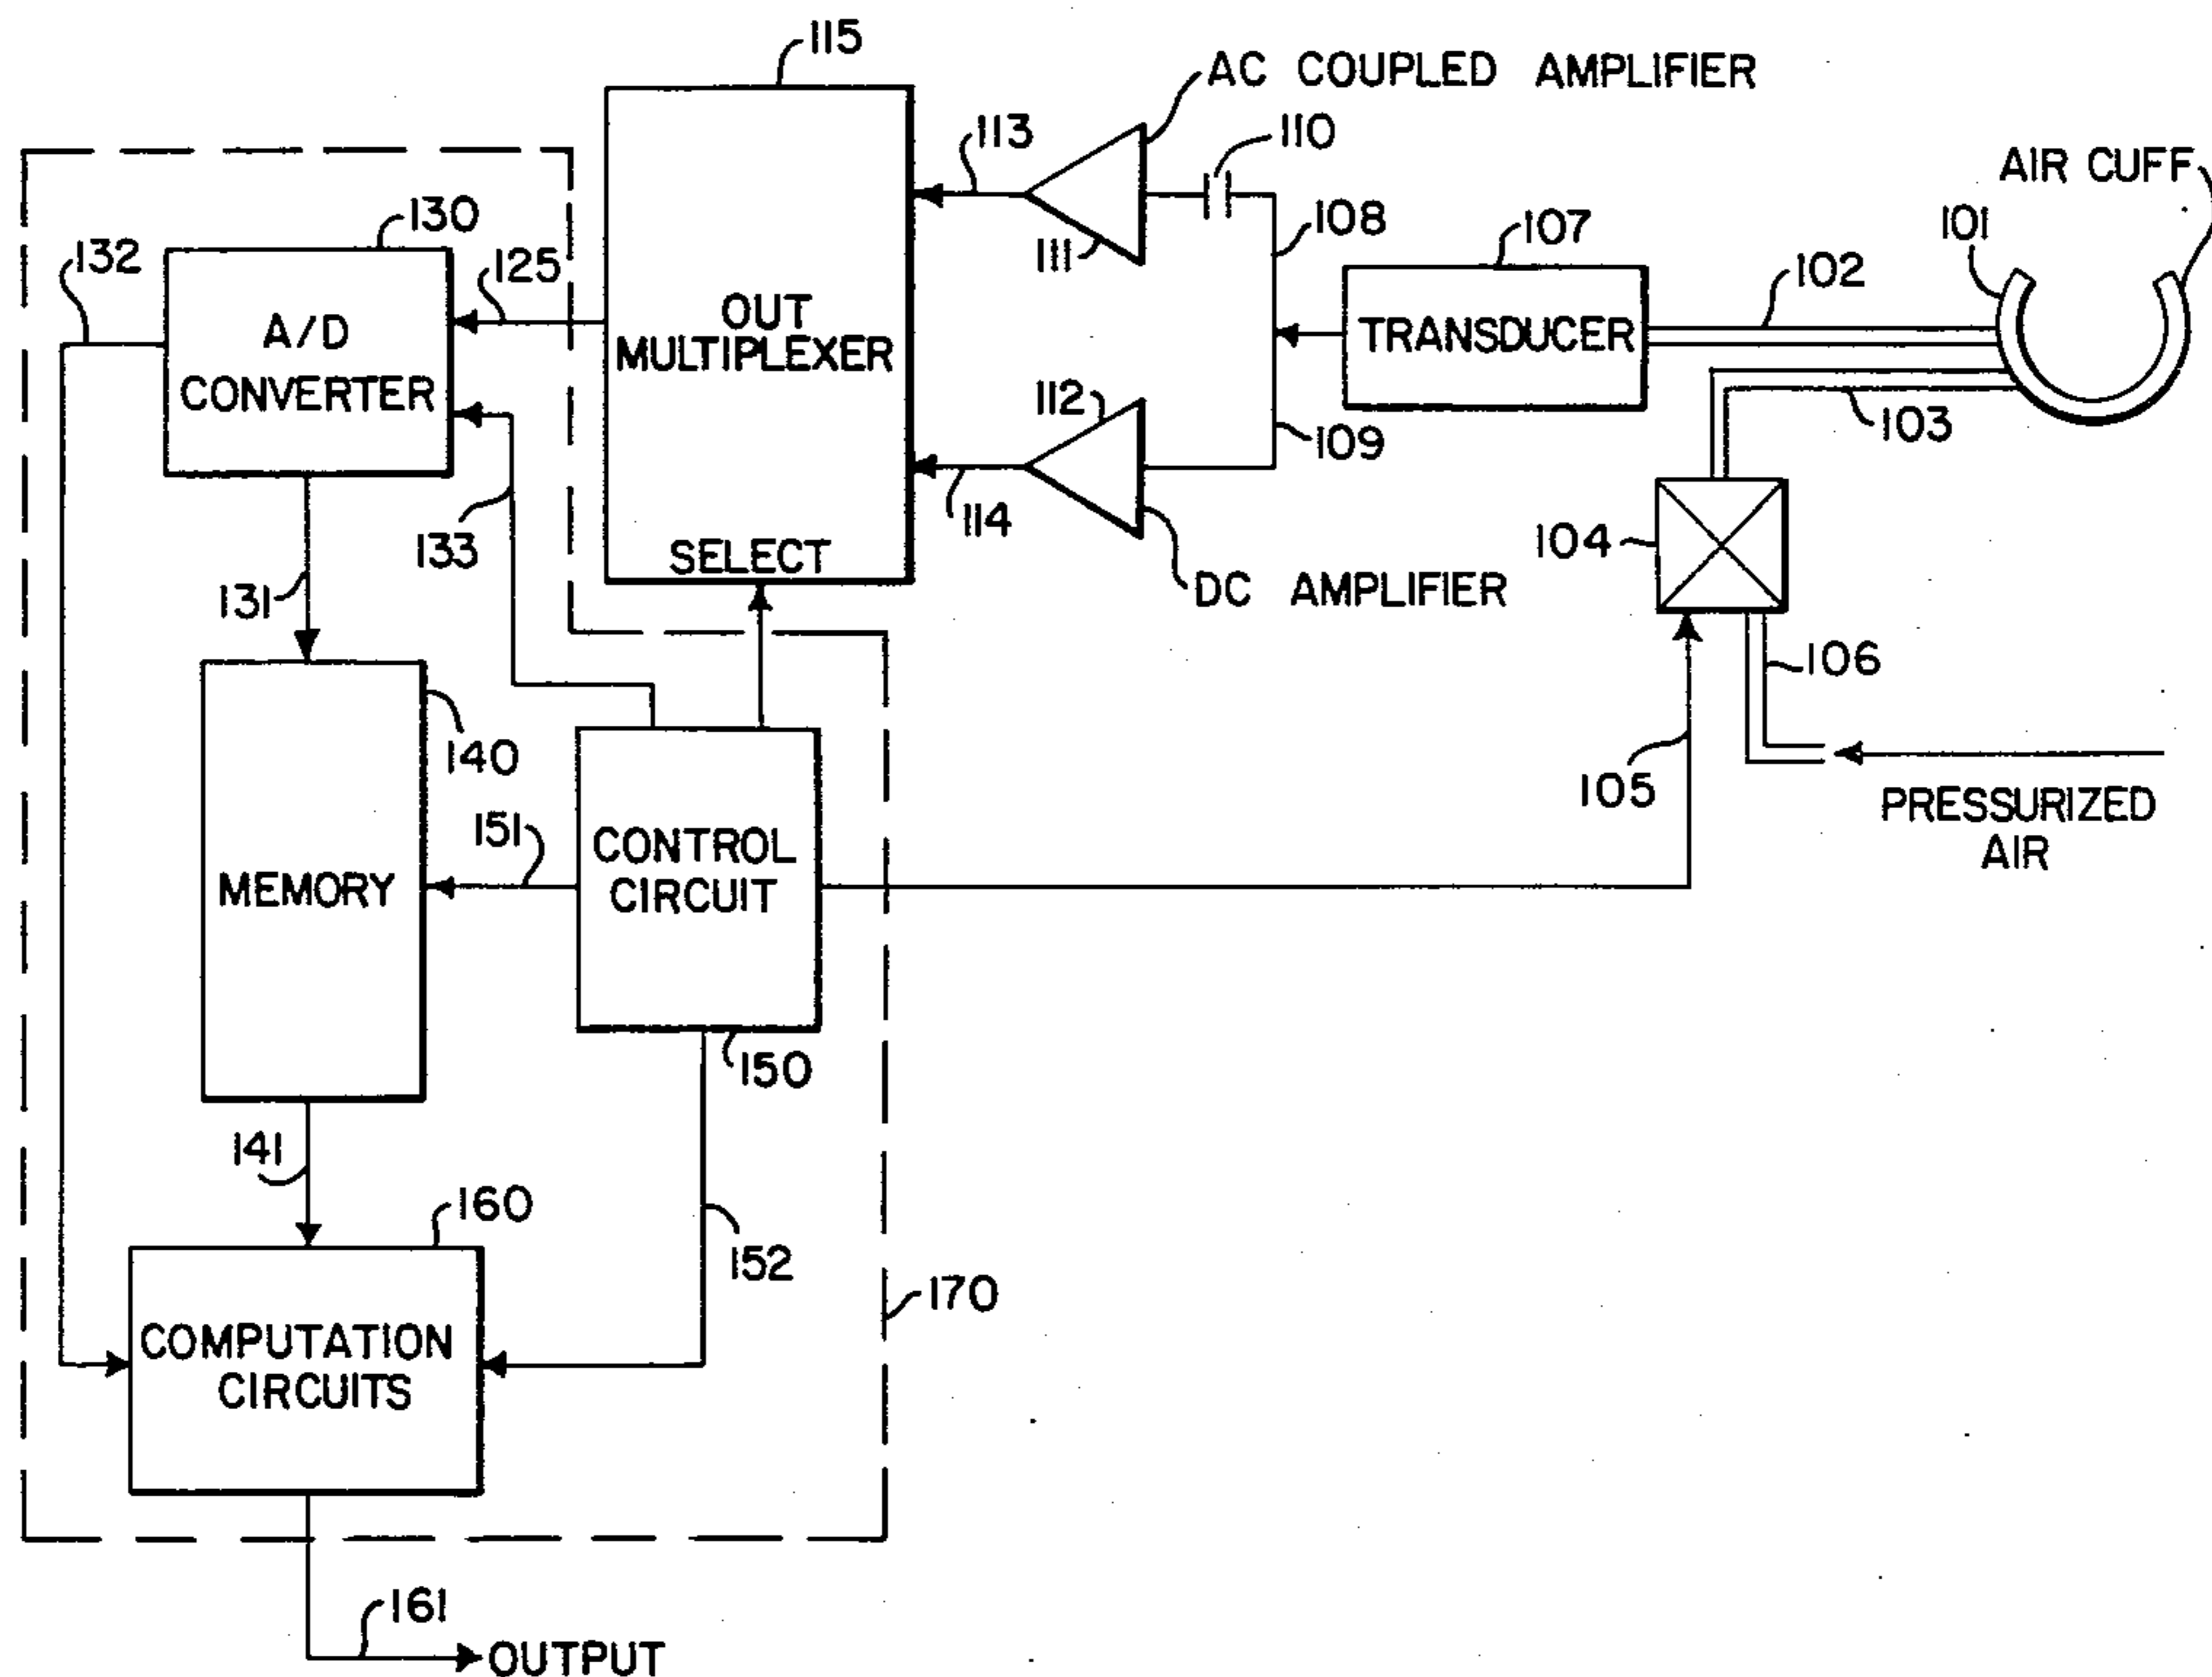 115
AC COUPLED AMPLIFIER
113
110
AIR CUFF
130
132
125
108
107
101
111
102
A/D
CONVERTER
OUT
MULTIPLEXER
TRANSDUCER
112
109
103
133
114
104
SELECT
DC AMPLIFIER
131
106
140
105
151
PRESSURIZED
AIR
CONTROL
CIRCUIT
MEMORY
150
141
160
152
170
COMPUTATION
CIRCUITS
161
OUTPUT